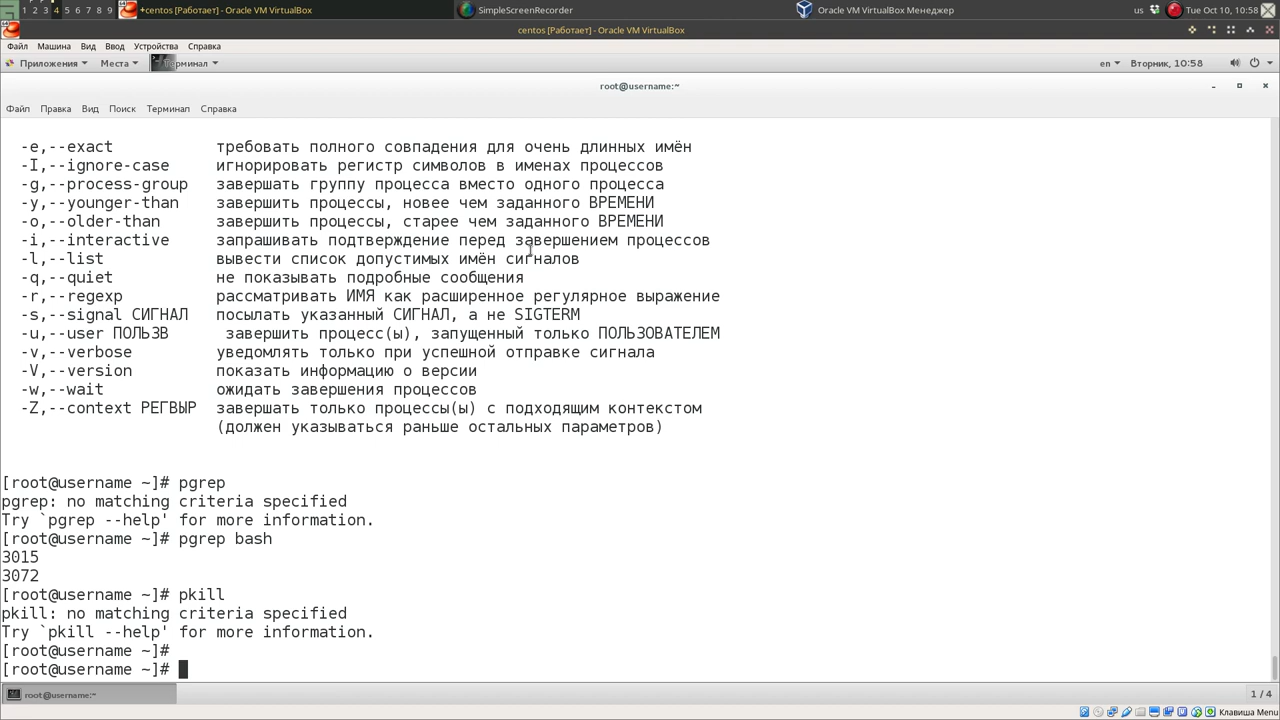 1 2 3 4 5 6 7 8 9 +centos [Работает] - Oracle VM VirtualBox SimpleScreenRecorder Oracle VM VirtualBox Менеджер us Tue Oct 10, 10:58
centos [Работает] - Oracle VM VirtualBox
Файл Машина Вид Ввод Устройства Справка
Приложения Места Терминал en Вторник, 10:58
root@username:~
Файл Правка Вид Поиск Терминал Справка
-e,--exact требовать полного совпадения для очень длинных имён
-I,--ignore-case игнорировать регистр символов в именах процессов
-g,--process-group завершать группу процесса вместо одного процесса
-y,--younger-than завершить процессы, новее чем заданного ВРЕМЕНИ
-o,--older-than завершить процессы, старее чем заданного ВРЕМЕНИ
-i,--interactive запрашивать подтверждение перед завершением процессов
-l,--list вывести список допустимых имён сигналов
-q,--quiet не показывать подробные сообщения
-r,--regexp рассматривать ИМЯ как расширенное регулярное выражение
-s,--signal СИГНАЛ посылать указанный СИГНАЛ, а не SIGTERM
-u,--user ПОЛЬЗВ завершить процесс(ы), запущенный только ПОЛЬЗОВАТЕЛЕМ
-v,--verbose уведомлять только при успешной отправке сигнала
-V,--version показать информацию о версии
-w,--wait ожидать завершения процессов
-Z,--context РЕГВЫР завершать только процессы(ы) с подходящим контекстом
(должен указываться раньше остальных параметров)
[root@username ~]# pgrep
pgrep: no matching criteria specified
Try `pgrep --help' for more information.
[root@username ~]# pgrep bash
3015
3072
[root@username ~]# pkill
pkill: no matching criteria specified
Try `pkill --help' for more information.
[root@username ~]#
[root@username ~]#
root@username:~ 1 / 4
Клавиша Menu